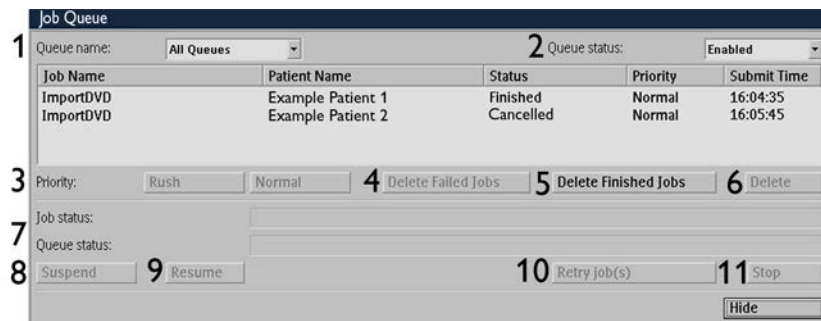 Job Queue
1 Queue name: All Queues 2 Queue status: Enabled
Job Name Patient Name Status Priority Submit Time
ImportDVD Example Patient 1 Finished Normal 16:04:35
ImportDVD Example Patient 2 Cancelled Normal 16:05:45
3 Priority: Rush Normal 4 Delete Failed Jobs 5 Delete Finished Jobs 6 Delete
Job status:
7
Queue status:
8 Suspend 9 Resume 10 Retry job(s) 11 Stop
Hide